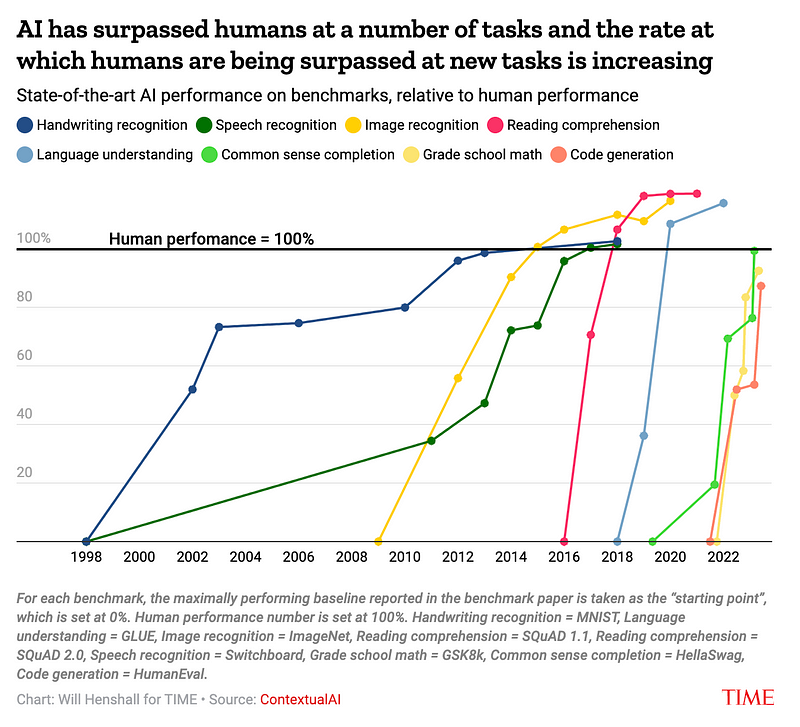 AI has surpassed humans at a number of tasks and the rate at
which humans are being surpassed at new tasks is increasing
State-of-the-art AI performance on benchmarks, relative to human performance
Handwriting recognition Speech recognition Image recognition Reading comprehension
Language understanding Common sense completion Grade school math Code generation
100% Human perfomance = 100%
80
60
40
20
1998 2000 2002 2004 2006 2008 2010 2012 2014 2016 2018 2020 2022
For each benchmark, the maximally performing baseline reported in the benchmark paper is taken as the “starting point”,
which is set at 0%. Human performance number is set at 100%. Handwriting recognition = MNIST, Language
understanding = GLUE, Image recognition = ImageNet, Reading comprehension = SQuAD 1.1, Reading comprehension =
SQuAD 2.0, Speech recognition = Switchboard, Grade school math = GSK8k, Common sense completion = HellaSwag,
Code generation = HumanEval.
Chart: Will Henshall for TIME • Source: ContextualAI
TIME